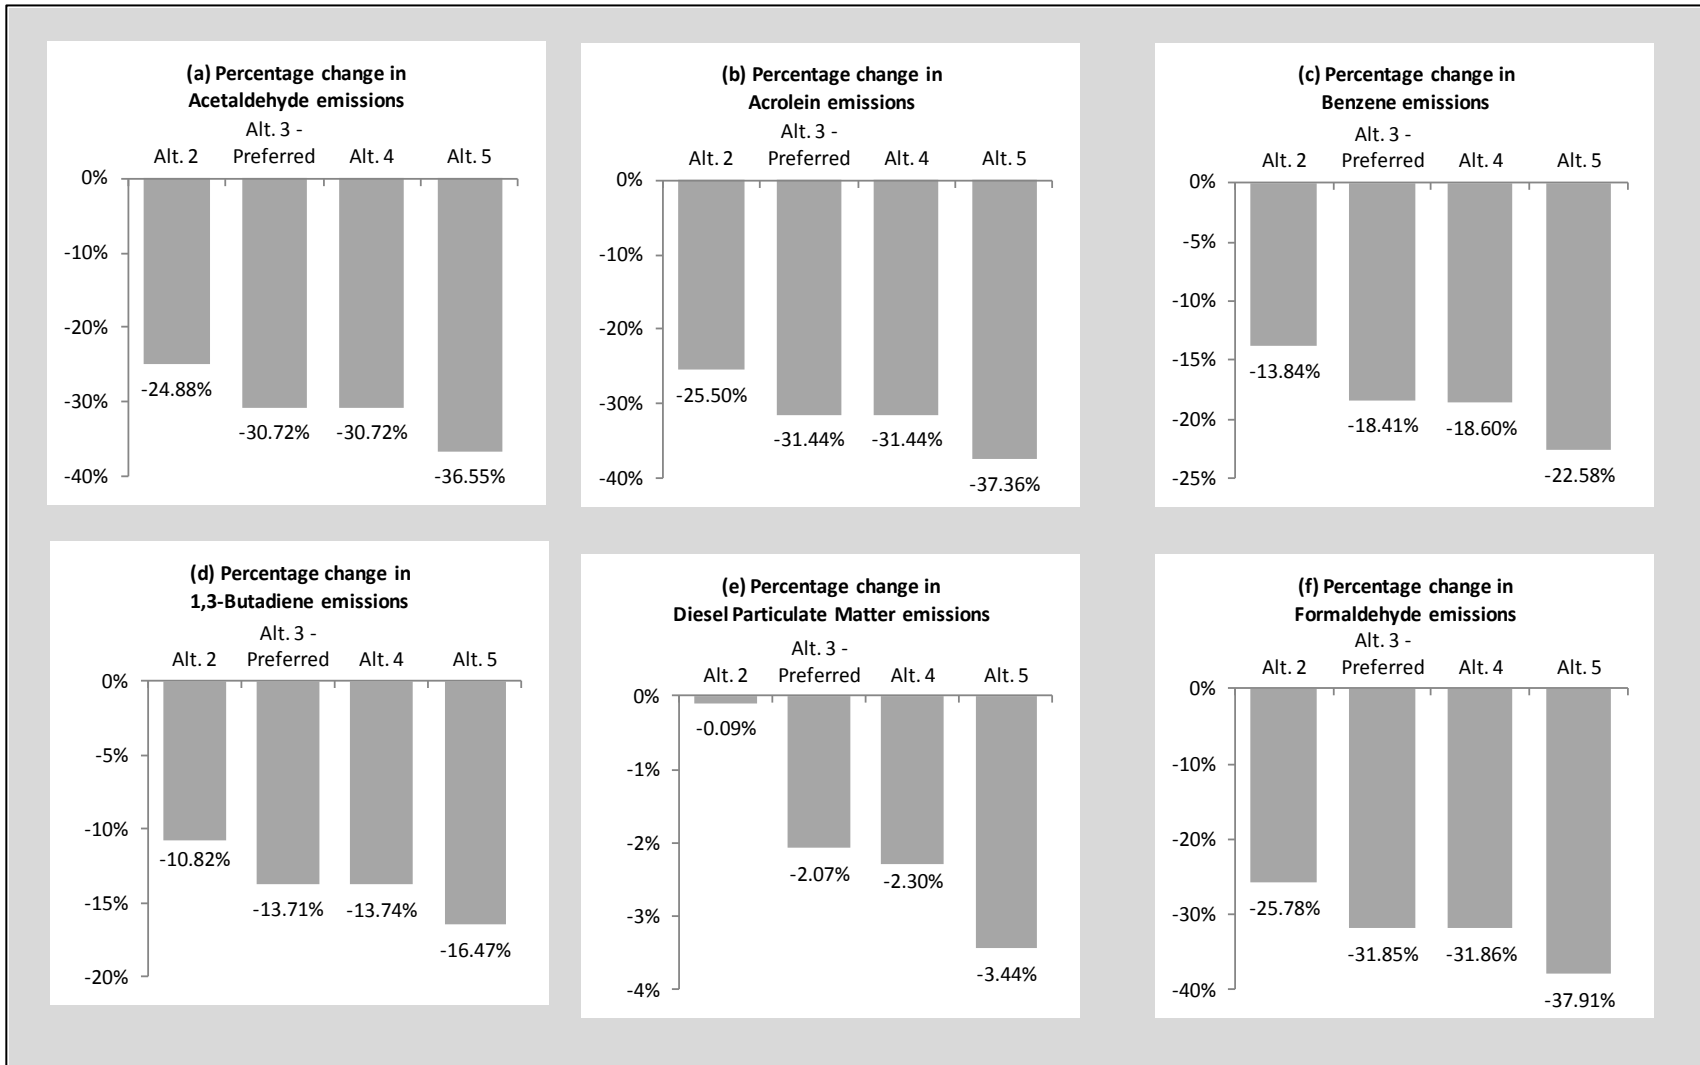 (a) Percentage change in
Acetaldehyde emissions
Alt. 3 -
Alt. 2 Preferred Alt. 4 Alt. 5
0%
-10%
-20%
-30%
-40%
-24.88%
-30.72%
-30.72%
-36.55%
(b) Percentage change in
Acrolein emissions
Alt. 3 -
Alt. 2 Preferred Alt. 4 Alt. 5
0%
-10%
-20%
-30%
-40%
-25.50%
-31.44%
-31.44%
-37.36%
(c) Percentage change in
Benzene emissions
Alt. 3 -
Alt. 2 Preferred Alt. 4 Alt. 5
0%
-5%
-10%
-15%
-20%
-25%
-13.84%
-18.41%
-18.60%
-22.58%
(d) Percentage change in
1,3-Butadiene emissions
Alt. 3 -
Alt. 2 Preferred Alt. 4 Alt. 5
0%
-5%
-10%
-15%
-20%
-10.82%
-13.71%
-13.74%
-16.47%
(e) Percentage change in
Diesel Particulate Matter emissions
Alt. 3 -
Alt. 2 Preferred Alt. 4 Alt. 5
0%
-1%
-2%
-3%
-4%
-0.09%
-2.07%
-2.30%
-3.44%
(f) Percentage change in
Formaldehyde emissions
Alt. 3 -
Alt. 2 Preferred Alt. 4 Alt. 5
0%
-10%
-20%
-30%
-40%
-25.78%
-31.85%
-31.86%
-37.91%